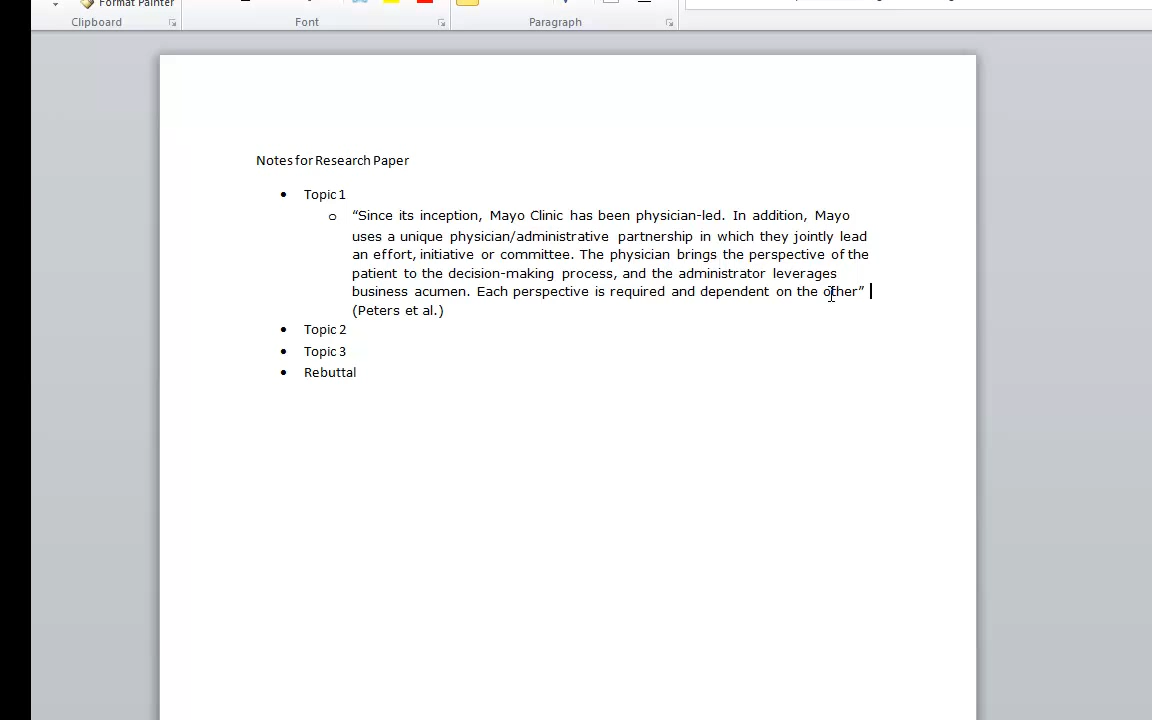 Format Painter
Clipboard
Font
Paragraph
Notes for Research Paper
• Topic 1
o “Since its inception, Mayo Clinic has been physician-led. In addition, Mayo
uses a unique physician/administrative partnership in which they jointly lead
an effort, initiative or committee. The physician brings the perspective of the
patient to the decision-making process, and the administrator leverages
business acumen. Each perspective is required and dependent on the other”
(Peters et al.)
• Topic 2
• Topic 3
• Rebuttal